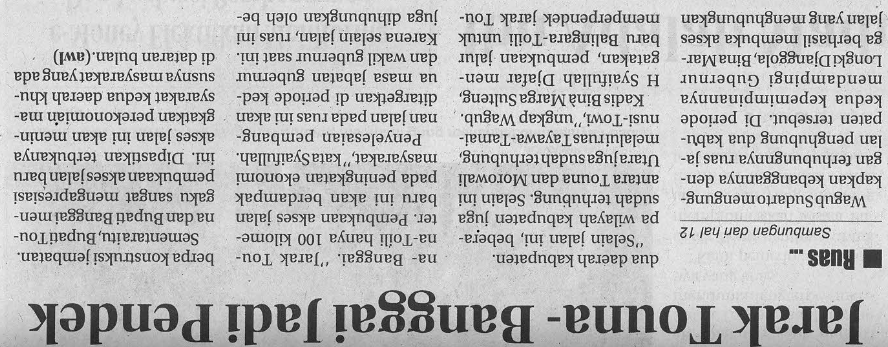 Jarak Touna- Banggai Jadi Pendek
■ Ruas ...
Sambungan dari hal 12
Wagub Sudarto mengung-
kapkan kebanggannya den-
gan terhubungnya ruas ja-
lan penghubung dua kabu-
paten tersebut. Di periode
kedua kepemimpinannya
mendampingi Gubernur
Longki Djanggola, Bina Mar-
ga berhasil membuka akses
jalan yang menghubungkan
dua daerah kabupaten.
"Selain jalan ini, bebera-
pa wilayah kabupaten juga
sudah terhubung. Selain ini
antara Touna dan Morowali
Utara juga sudah terhubung,
melalui ruas Tayawa-Tamai-
nusi-Towi," ungkap Wagub.
Kadis Bina Marga Sulteng,
H Syaifullah Djafar men-
gatakan, pembukaan jalur
baru Balingara-Tolli untuk
memperpendek jarak Tou-
na- Banggai. "Jarak Tou-
na-Tolli hanya 100 kilome-
ter. Pembukaan akses jalan
baru ini akan berdampak
pada peningkatan ekonomi
masyarakat," kata Syaifullah.
Penyelesaian pembang-
nan jalan pada ruas ini akan
ditargetkan di periode ked-
ua masa jabatan gubernur
dan wakil gubernur saat ini.
Karena selain jalan, ruas ini
juga dihubungkan oleh be-
berpa konstruksi jembatan.
Sementara itu, Bupati Tou-
na dan Bupati Banggai men-
gaku sangat mengapresiasi
pembukaan akses jalan baru
ini. Dipastikan terbukanya
akses jalan ini akan menin-
gkatkan perekonomian ma-
syarakat kedua daerah khu-
susnya masyarakat yang ada
di dataran bulan.(awl)